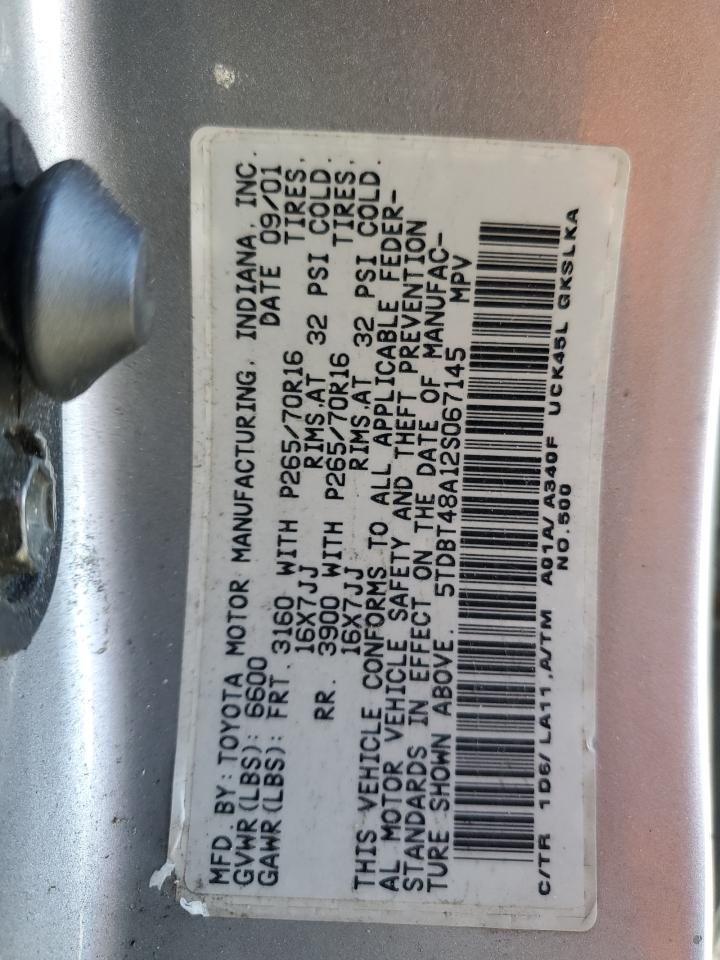 MFD. BY: TOYOTA MOTOR MANUFACTURING, INDIANA, INC.
GVWR(LBS): 6600 DATE 09/01
GAWR(LBS): FRT. 3160 WITH P265/70R16 TIRES,
16X7JJ RIMS,AT 32 PSI COLD.
RR. 3900 WITH P265/70R16 TIRES,
16X7JJ RIMS,AT 32 PSI COLD.
THIS VEHICLE CONFORMS TO ALL APPLICABLE FEDER-
AL MOTOR VEHICLE SAFETY AND THEFT PREVENTION
STANDARDS IN EFFECT ON THE DATE OF MANUFAC-
TURE SHOWN ABOVE. 5TDBT48A12S067145 MPV
C/TR 1D6/ LA11 ,A/TM A01A/ A340F UCK45L GKSLKA
NO.500